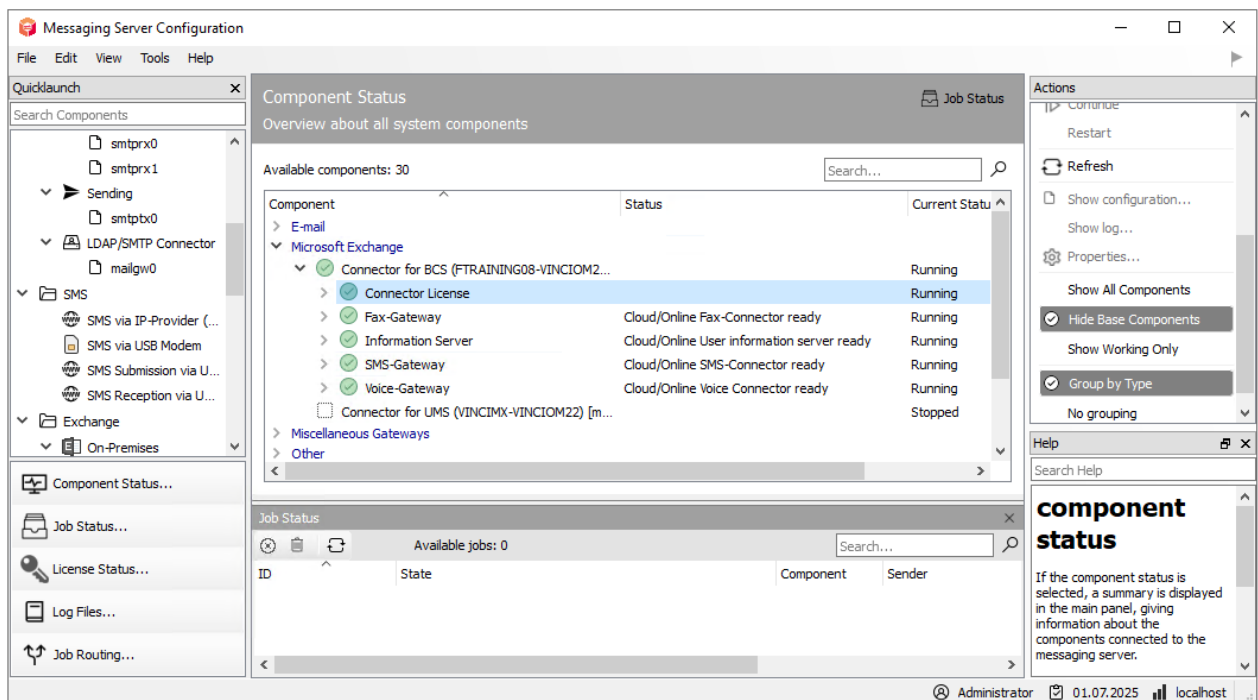 Messaging Server Configuration
File Edit View Tools Help
Quicklaunch
Search Components
smtprx0
smtprx1
Sending
smtptx0
LDAP/SMTP Connector
mailgw0
SMS
SMS via IP-Provider (...
SMS via USB Modem
SMS Submission via U...
SMS Reception via U...
Exchange
On-Premises
Component Status...
Job Status...
License Status...
Log Files...
Job Routing...
Component Status
Job Status
Overview about all system components
Available components: 30
Search...
Component Status Current Statu
E-mail
Microsoft Exchange
Connector for BCS (FTRAINING08-VINCIOM2... Running
Connector License Running
Fax-Gateway Cloud/Online Fax-Connector ready Running
Information Server Cloud/Online User information server ready Running
SMS-Gateway Cloud/Online SMS-Connector ready Running
Voice-Gateway Cloud/Online Voice Connector ready Running
Connector for UMS (VINCIMX-VINCIOM22) [m... Stopped
Miscellaneous Gateways
Other
Job Status
Available jobs: 0
Search...
ID State Component Sender
Actions
Continue
Restart
Refresh
Show configuration...
Show log...
Properties...
Show All Components
Hide Base Components
Show Working Only
Group by Type
No grouping
Help
Search Help
component
status
If the component status is
selected, a summary is displayed
in the main panel, giving
information about the
components connected to the
messaging server.
Administrator 01.07.2025 localhost